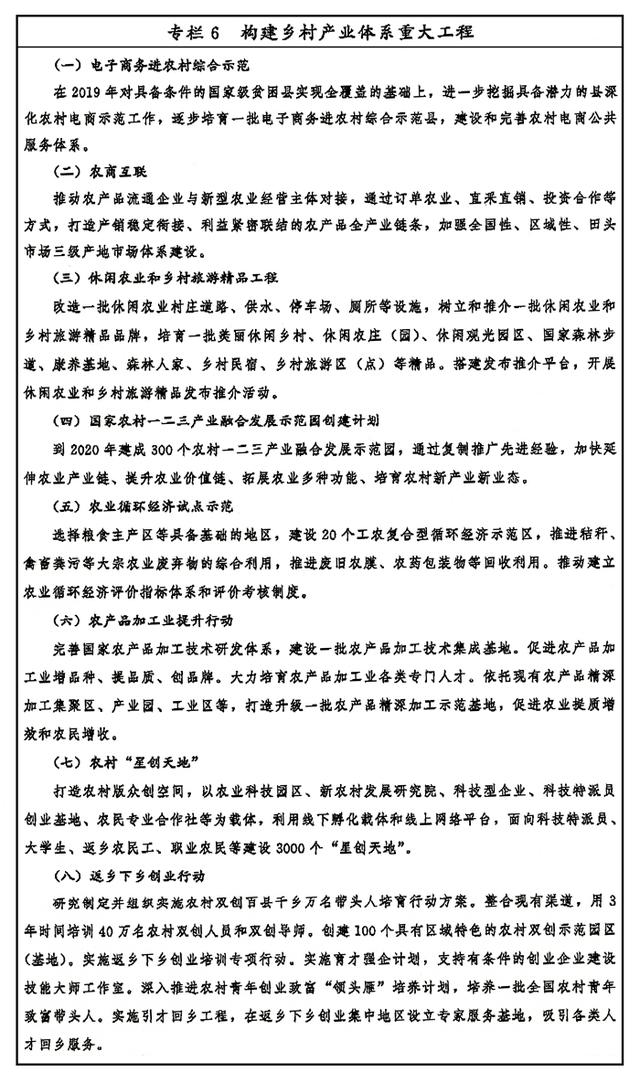 专栏6 构建乡村产业体系重大工程
（一）电子商务进农村综合示范
在2019年对具备条件的国家级贫困县实现全覆盖的基础上，进一步挖掘具备潜力的县深
化农村电商示范工作，逐步培育一批电子商务进农村综合示范县，建设和完善农村电商公共
服务体系。
（二）农商互联
推动农产品流通企业与新型农业经营主体对接，通过订单农业、直采直销、投资合作等
方式，打造产销稳定衔接、利益紧密联结的农产品全产业链条，加强全国性、区域性、田头
市场三级产地市场体系建设。
（三）休闲农业和乡村旅游精品工程
改造一批休闲农业村庄道路、供水、停车场、厕所等设施，树立和推介一批休闲农业和
乡村旅游精品品牌，培育一批美丽休闲乡村、休闲农庄（园）、休闲观光园区、国家森林步
道、康养基地、森林人家、乡村民宿、乡村旅游区（点）等精品。搭建发布推介平台，开展
休闲农业和乡村旅游精品发布推介活动。
（四）国家农村一二三产业融合发展示范园创建计划
到2020年建成300个农村一二三产业融合发展示范园，通过复制推广先进经验，加快延
伸农业产业链、提升农业价值链、拓展农业多种功能、培育农村新产业新业态。
（五）农业循环经济试点示范
选择粮食主产区等具备基础的地区，建设20个工农复合型循环经济示范区，推进秸秆、
禽畜粪污等大宗农业废弃物的综合利用，推进废旧农膜、农药包装物等回收利用。推动建立
农业循环经济评价指标体系和评价考核制度。
（六）农产品加工业提升行动
完善国家农产品加工技术研发体系，建设一批农产品加工技术集成基地。促进农产品加
工业增品种、提品质、创品牌。大力培育农产品加工业各类专门人才。依托现有农产品精深
加工集聚区、产业园、工业区等，打造升级一批农产品精深加工示范基地，促进农业提质增
效和农民增收。
（七）农村“星创天地”
打造农村版众创空间，以农业科技园区、新农村发展研究院、科技型企业、科技特派员
创业基地、农民专业合作社等为载体，利用线下孵化载体和线上网络平台，面向科技特派员、
大学生、返乡农民工、职业农民等建设3000个“星创天地”。
（八）返乡下乡创业行动
研究制定并组织实施农村双创百县千乡万名带头人培育行动方案。整合现有渠道，用3
年时间培训40万名农村双创人员和双创导师。创建100个具有区域特色的农村双创示范园区
（基地）。实施返乡下乡创业培训专项行动。实施育才强企计划，支持有条件的创业企业建设
技能大师工作室。深入推进农村青年创业致富“领头雁”培养计划，培养一批全国农村青年
致富带头人。实施引才回乡工程，在返乡下乡创业集中地区设立专家服务基地，吸引各类人
才回乡服务。